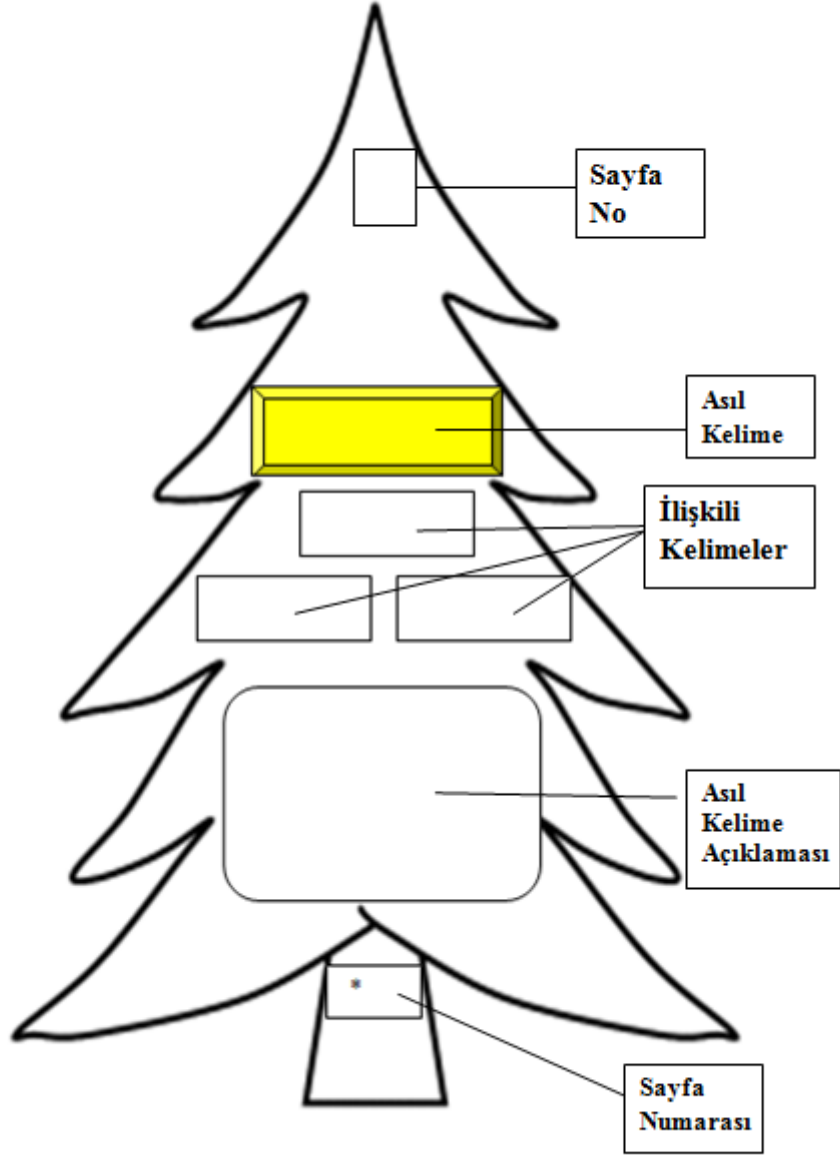 Sayfa
No
Asıl
Kelime
İlişkili
Kelimeler
Asıl
Kelime
Açıklaması
*
Sayfa
Numarası